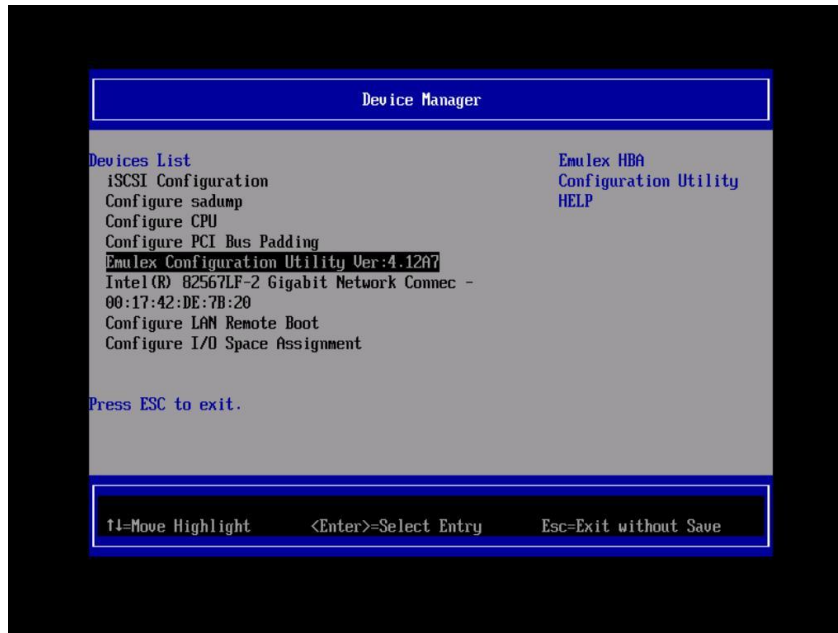 Device Manager
Devices List
Emulex HBA
iSCSI Configuration
Configuration Utility
Configure sadump
HELP
Configure CPU
Configure PCI Bus Padding
Emulex Configuration Utility Ver:4.12A7
Intel(R) 82567LF-2 Gigabit Network Connec -
00:17:42:DE:7B:20
Configure LAN Remote Boot
Configure I/O Space Assignment
Press ESC to exit.
↑↓=Move Highlight <Enter>=Select Entry Esc=Exit without Save